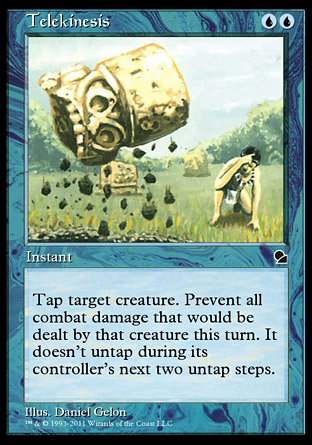 Telekinesis
Instant
Tap target creature. Prevent all
combat damage that would be
dealt by that creature this turn. It
doesn't untap during its
controller's next two untap steps.
Illus. Daniel Gelon
™ & © 1993-2011 Wizards of the Coast LLC